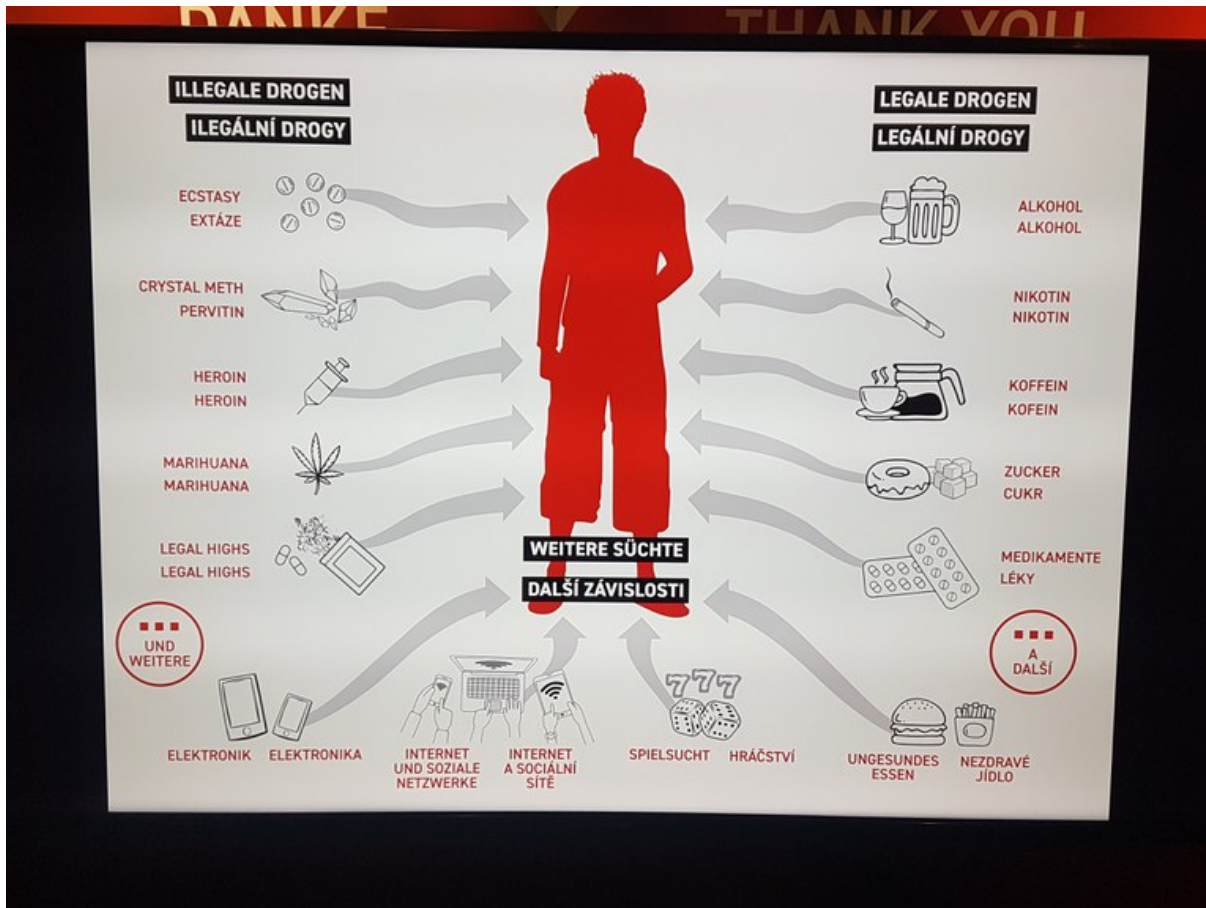 DANKE
THANK YOU
ILLEGALE DROGEN
ILEGÁLNÍ DROGY
LEGALE DROGEN
LEGÁLNÍ DROGY
ECSTASY
EXTÁZE
CRYSTAL METH
PERVITIN
HEROIN
HEROIN
MARIHUANA
MARIHUANA
LEGAL HIGHS
LEGAL HIGHS
UND
WEITERE
ALKOHOL
ALKOHOL
NIKOTIN
NIKOTIN
KOFFEIN
KOFEIN
ZUCKER
CUKR
MEDIKAMENTE
LÉKY
A
DALŠÍ
WEITERE SÜCHTE
DALŠÍ ZÁVISLOSTI
777
ELEKTRONIK
ELEKTRONIKA
INTERNET
UND SOZIALE
NETZWERKE
INTERNET
A SOCIÁLNÍ
SÍTĚ
SPIELSUCHT
HRÁČSTVÍ
UNGESUNDES
ESSEN
NEZDRAVÉ
JÍDLO